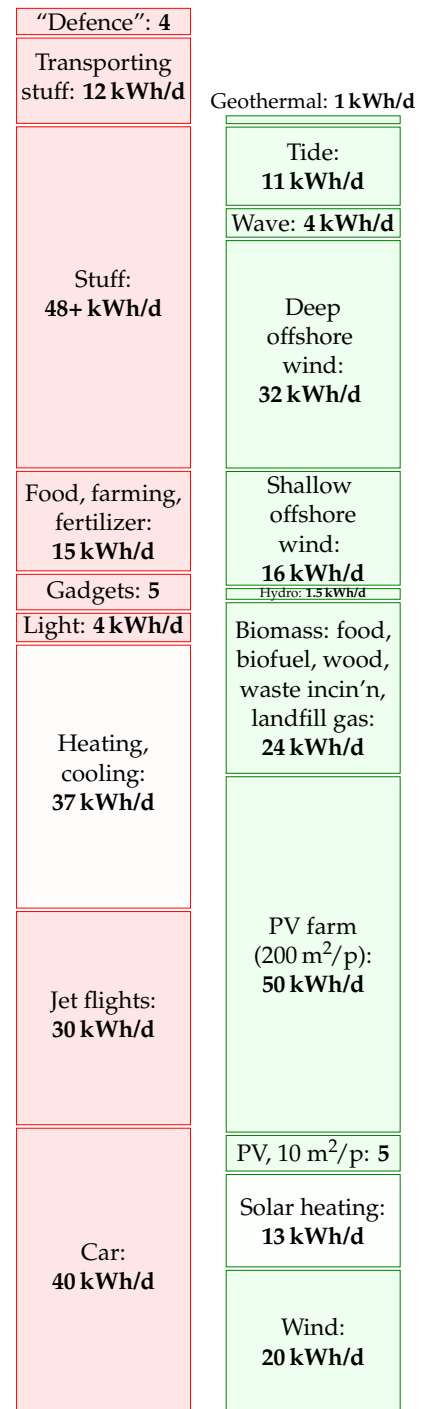 “Defence”: 4
Transporting
stuff: 12 kWh/d
Stuff:
48+ kWh/d
Food, farming,
fertilizer:
15 kWh/d
Gadgets: 5
Light: 4 kWh/d
Heating,
cooling:
37 kWh/d
Jet flights:
30 kWh/d
Car:
40 kWh/d
Geothermal: 1 kWh/d
Tide:
11 kWh/d
Wave: 4 kWh/d
Deep
offshore
wind:
32 kWh/d
Shallow
offshore
wind:
16 kWh/d
Hydro: 1.5 kWh/d
Biomass: food,
biofuel, wood,
waste incin’n,
landfill gas:
24 kWh/d
PV farm
(200 m²/p):
50 kWh/d
PV, 10 m²/p: 5
Solar heating:
13 kWh/d
Wind:
20 kWh/d